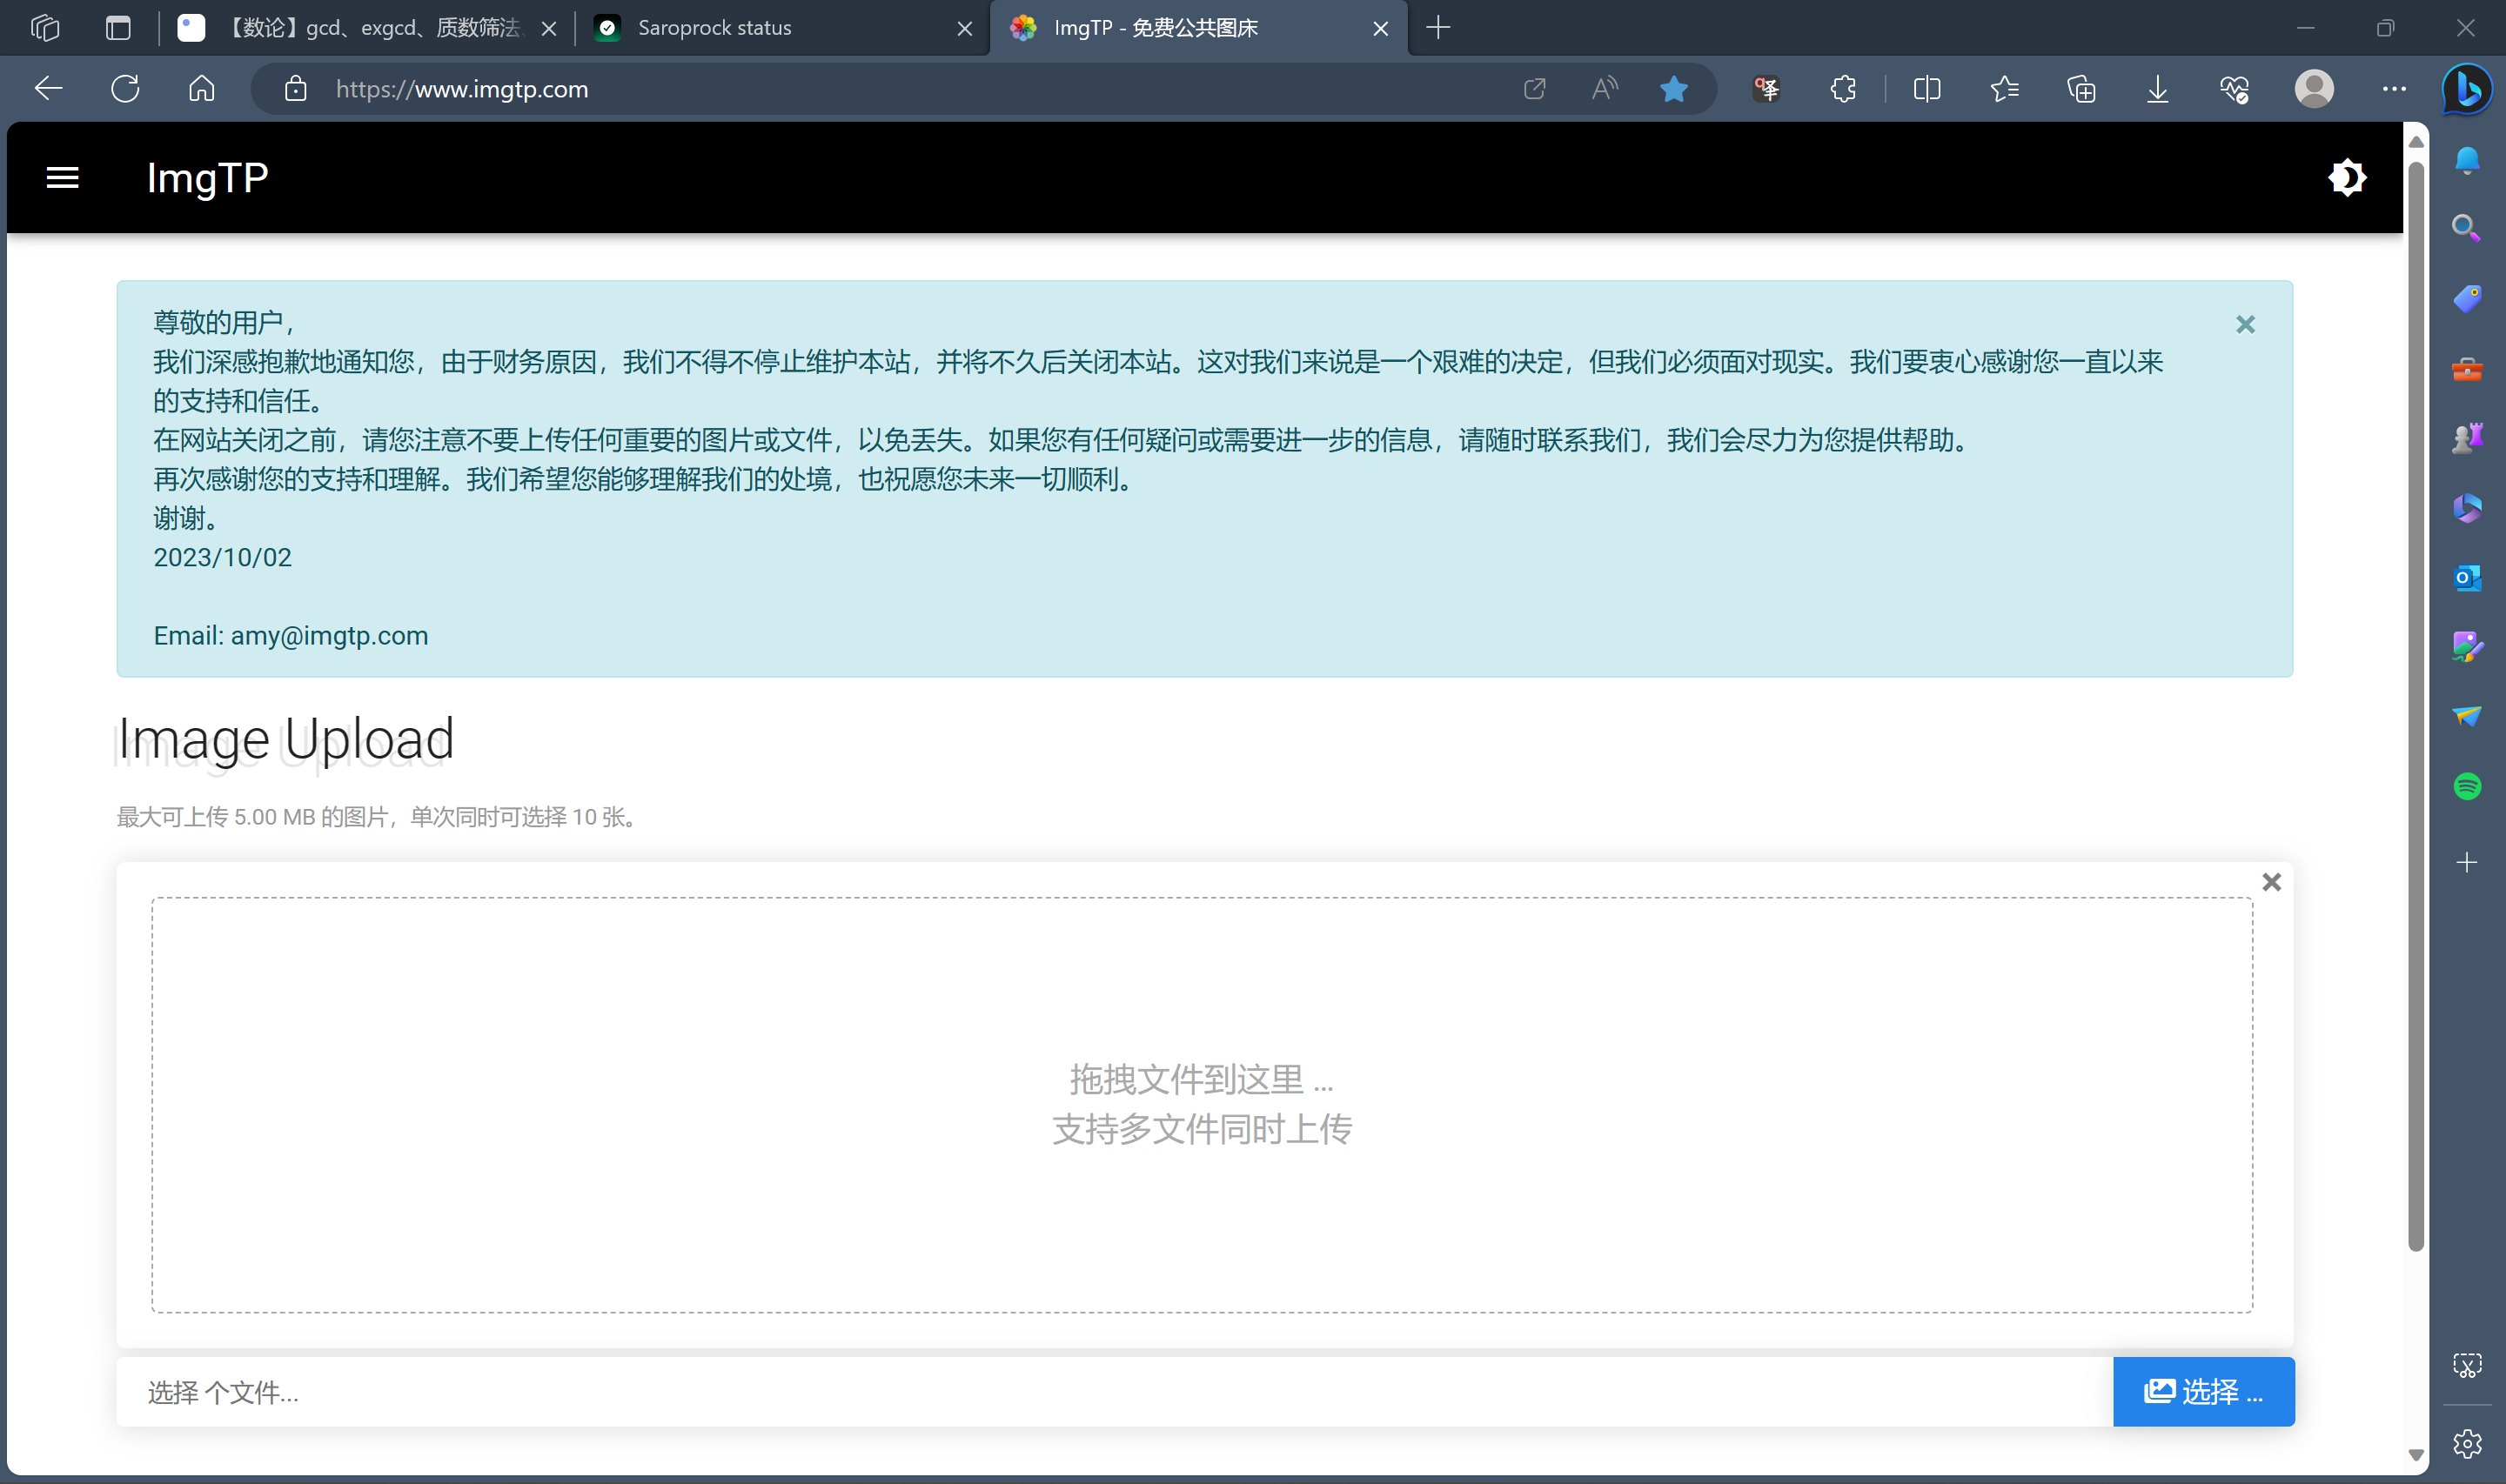 【数论】gcd、exgcd、质数筛法
Saroprock status
ImgTP - 免费公共图床
https://www.imgtp.com
ImgTP
尊敬的用户，
我们深感抱歉地通知您，由于财务原因，我们不得不停止维护本站，并将不久后关闭本站。这对我们来说是一个艰难的决定，但我们必须面对现实。我们要衷心感谢您一直以来
的支持和信任。
在网站关闭之前，请您注意不要上传任何重要的图片或文件，以免丢失。如果您有任何疑问或需要进一步的信息，请随时联系我们，我们会尽力为您提供帮助。
再次感谢您的支持和理解。我们希望您能够理解我们的处境，也祝愿您未来一切顺利。
谢谢。
2023/10/02
Email: amy@imgtp.com
Image Upload
最大可上传 5.00 MB 的图片，单次同时可选择 10 张。
拖拽文件到这里 ...
支持多文件同时上传
选择 个文件...
选择 ...